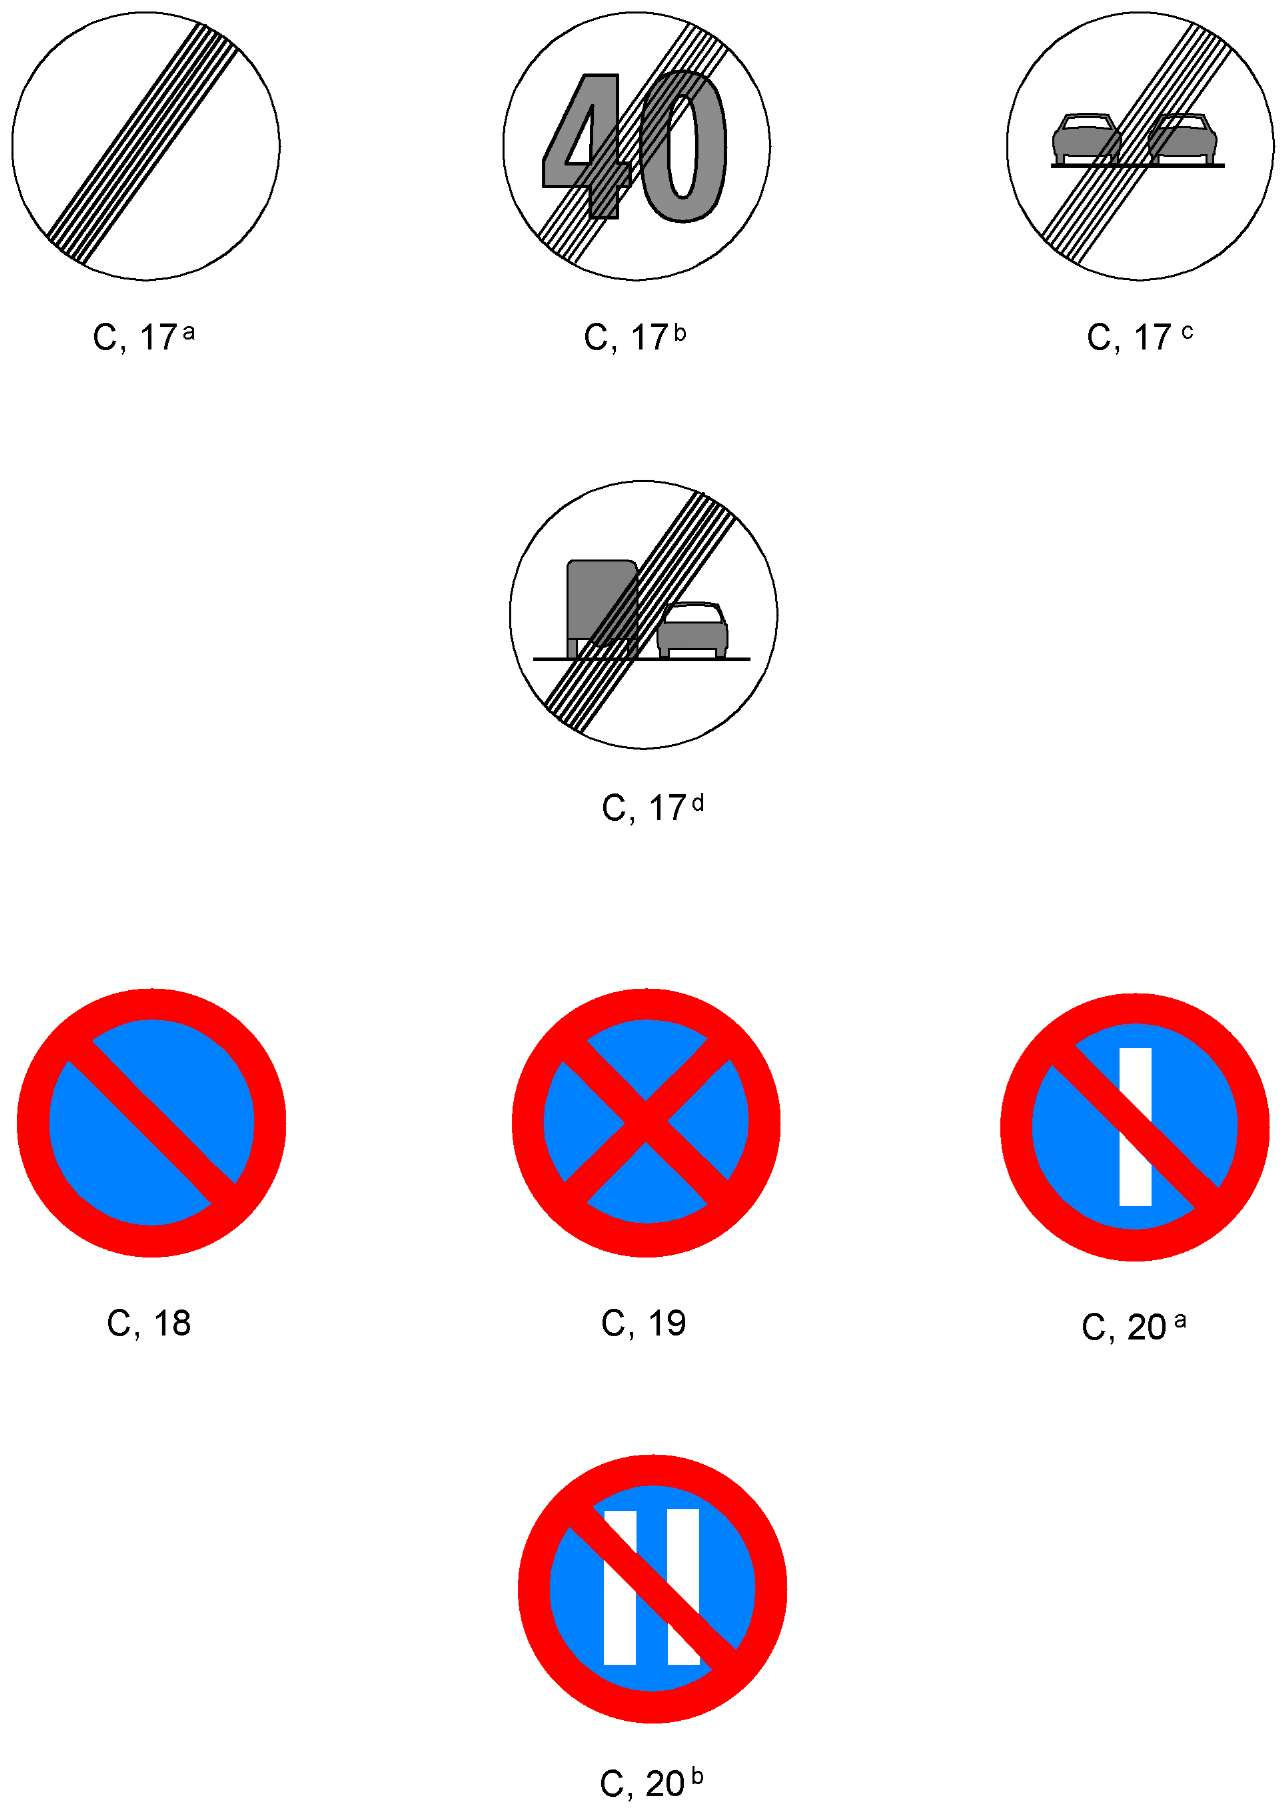 40
C, 17ᵃ
C, 17ᵇ
C, 17ᶜ
C, 17ᵈ
C, 18
C, 19
C, 20ᵃ
C, 20ᵇ